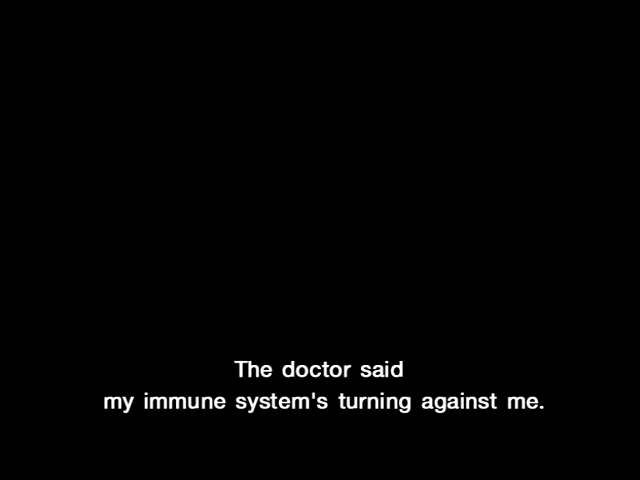 The doctor said
my immune system's turning against me.